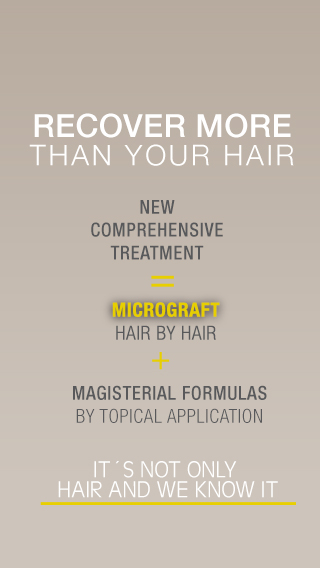 RECOVER MORE
THAN YOUR HAIR
NEW
COMPREHENSIVE
TREATMENT
=
MICROGRAFT
HAIR BY HAIR
+
MAGISTERIAL FORMULAS
BY TOPICAL APPLICATION
IT´S NOT ONLY
HAIR AND WE KNOW IT